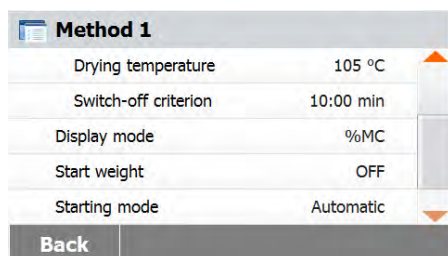 Method 1
Drying temperature 105 ºC
Switch-off criterion 10:00 min
Display mode %MC
Start weight OFF
Starting mode Automatic
Back